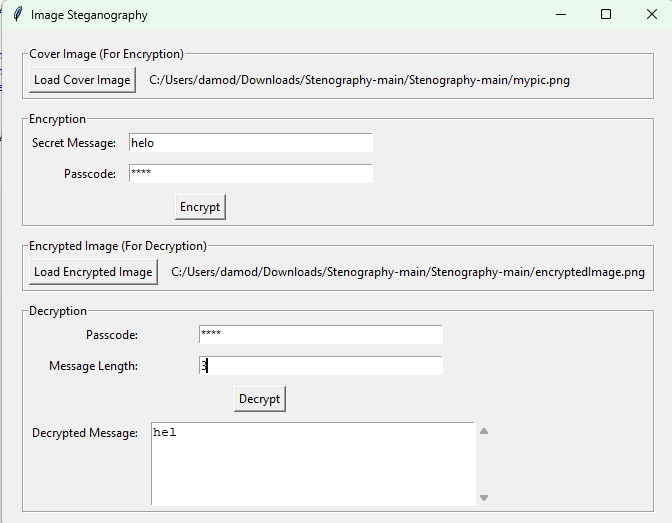 Image Steganography
Cover Image (For Encryption)
Load Cover Image C:/Users/damod/Downloads/Stenography-main/Stenography-main/mypic.png
Encryption
Secret Message: helo
Passcode: ****
Encrypt
Encrypted Image (For Decryption)
Load Encrypted Image C:/Users/damod/Downloads/Stenography-main/Stenography-main/encryptedImage.png
Decryption
Passcode: ****
Message Length: 3
Decrypt
Decrypted Message: hel